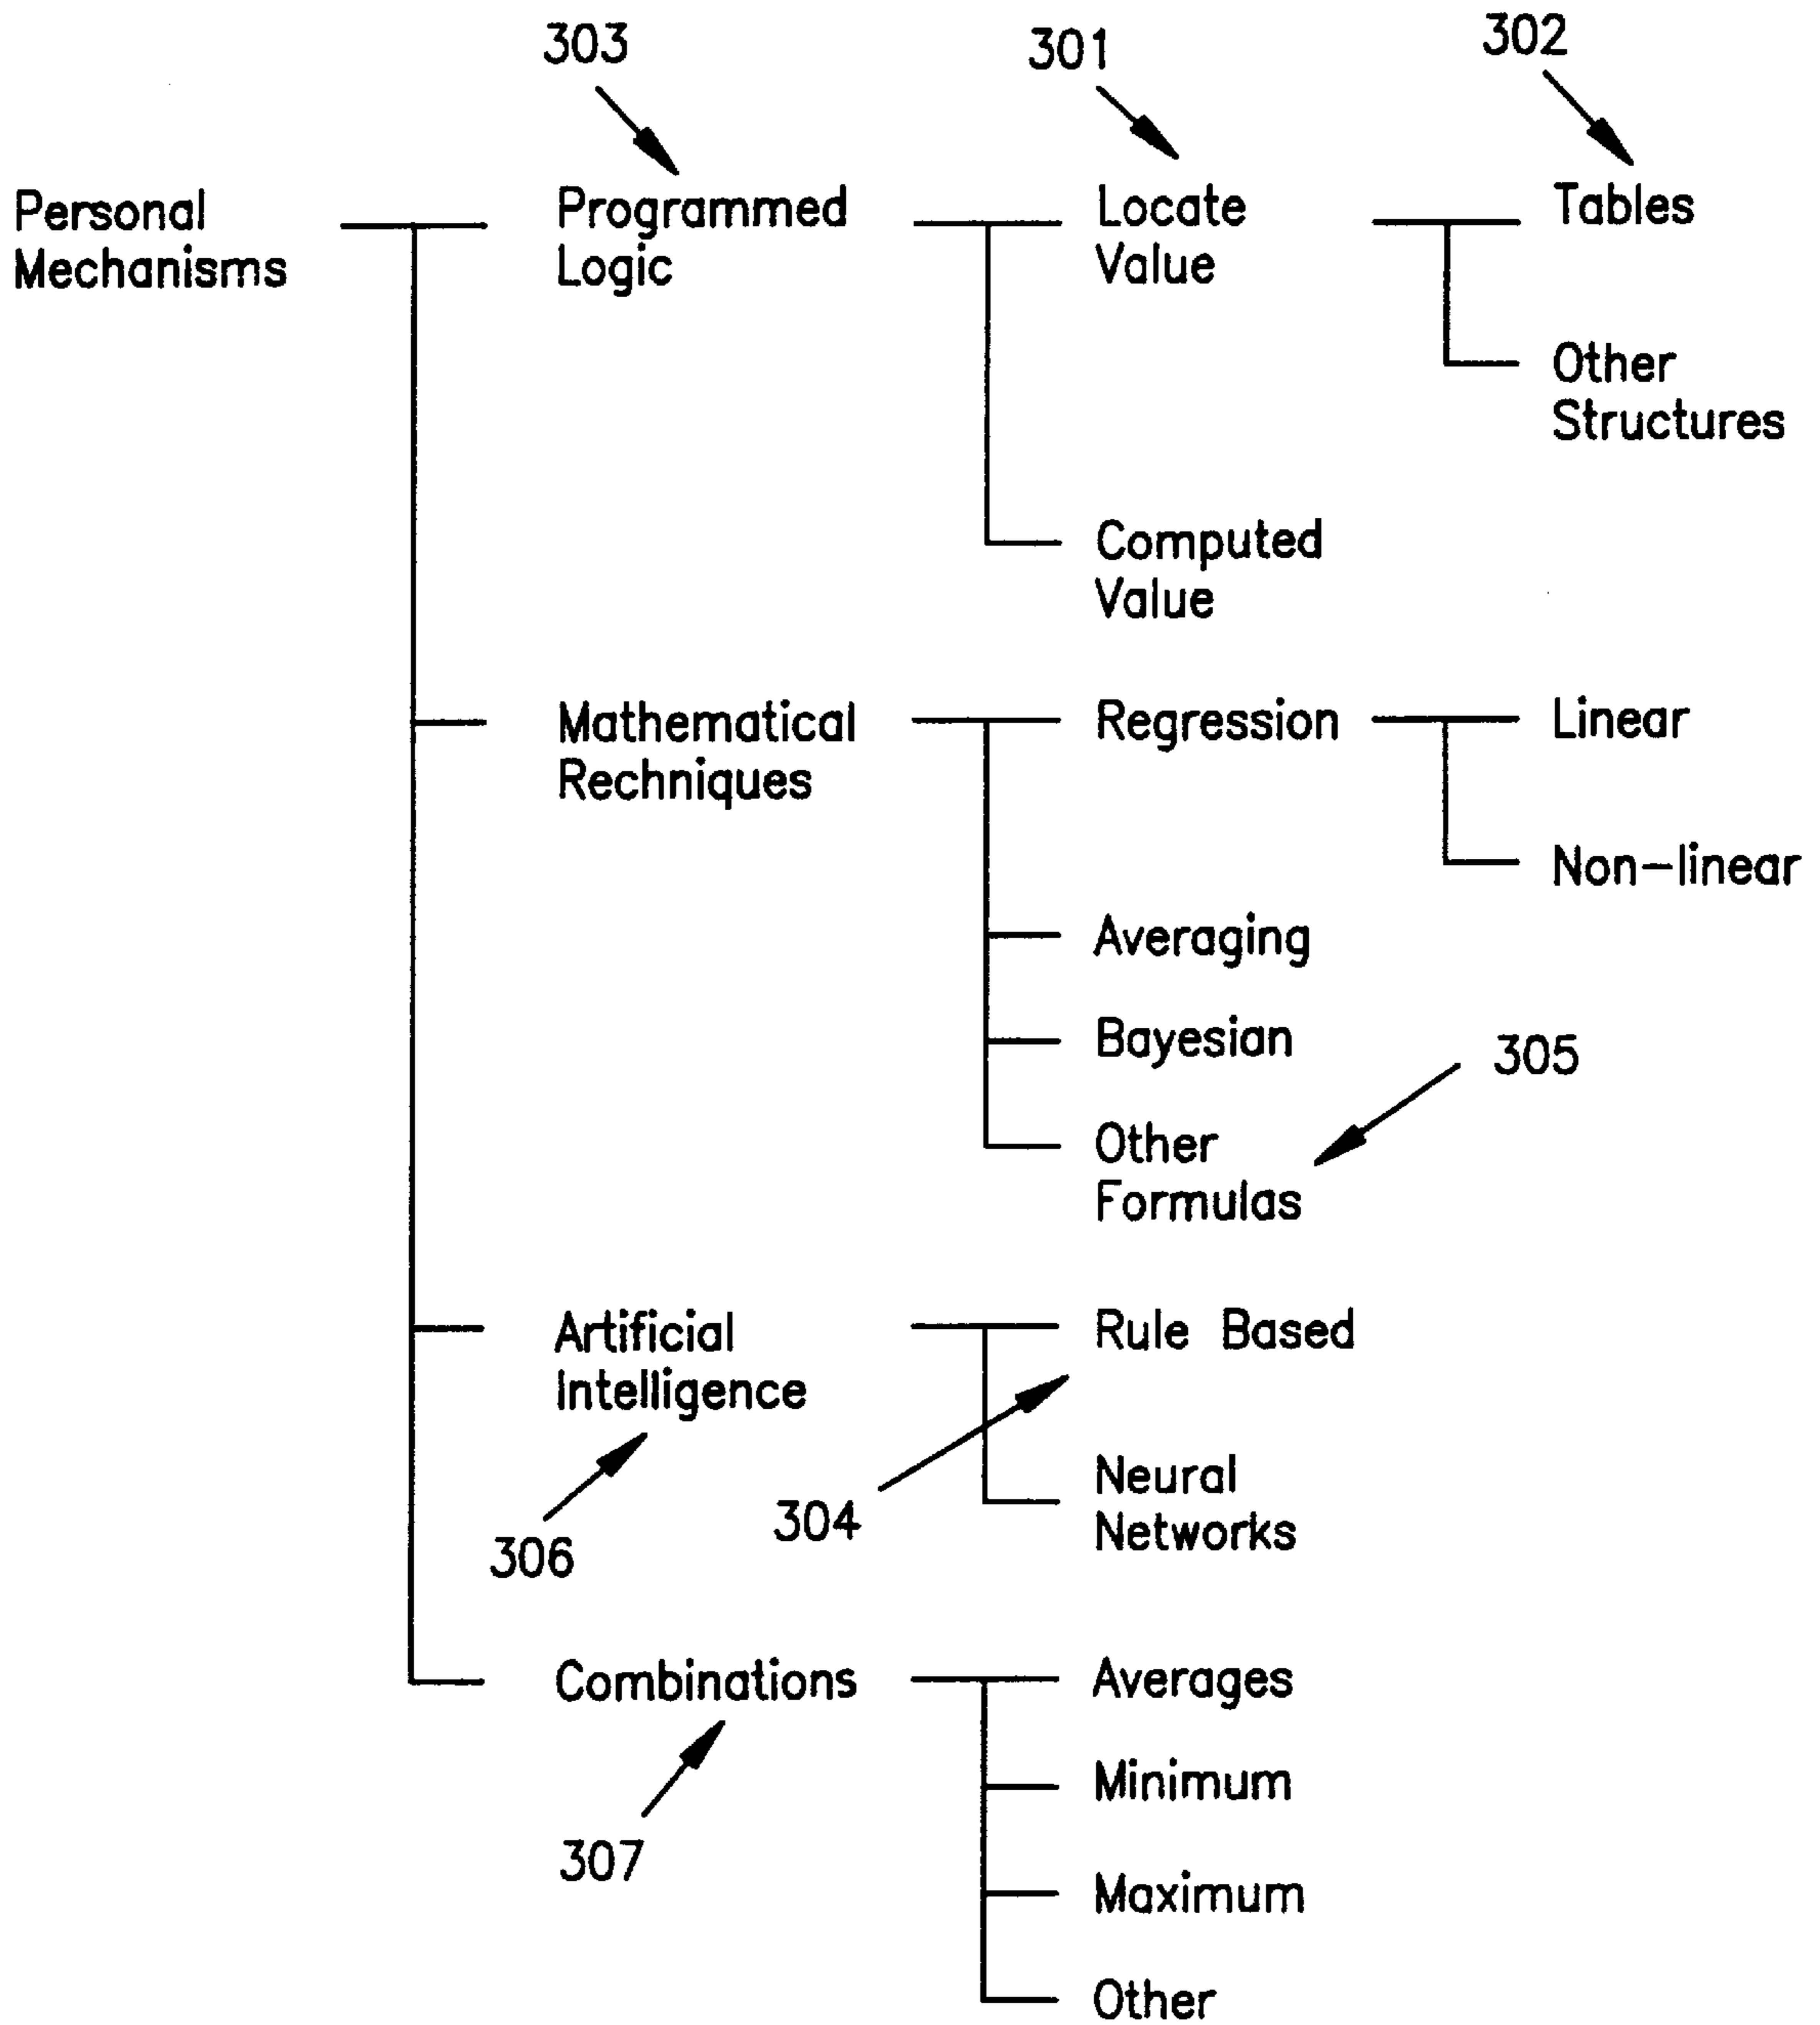 303
301
302
Personal
Mechanisms
Programmed
Logic
Locate
Value
Tables
Other
Structures
Computed
Value
Mathematical
Rechniques
Regression
Linear
Non-linear
Averaging
Bayesian
305
Other
Formulas
Artificial
Intelligence
Rule Based
304
306
Neural
Networks
Combinations
307
Averages
Minimum
Maximum
Other